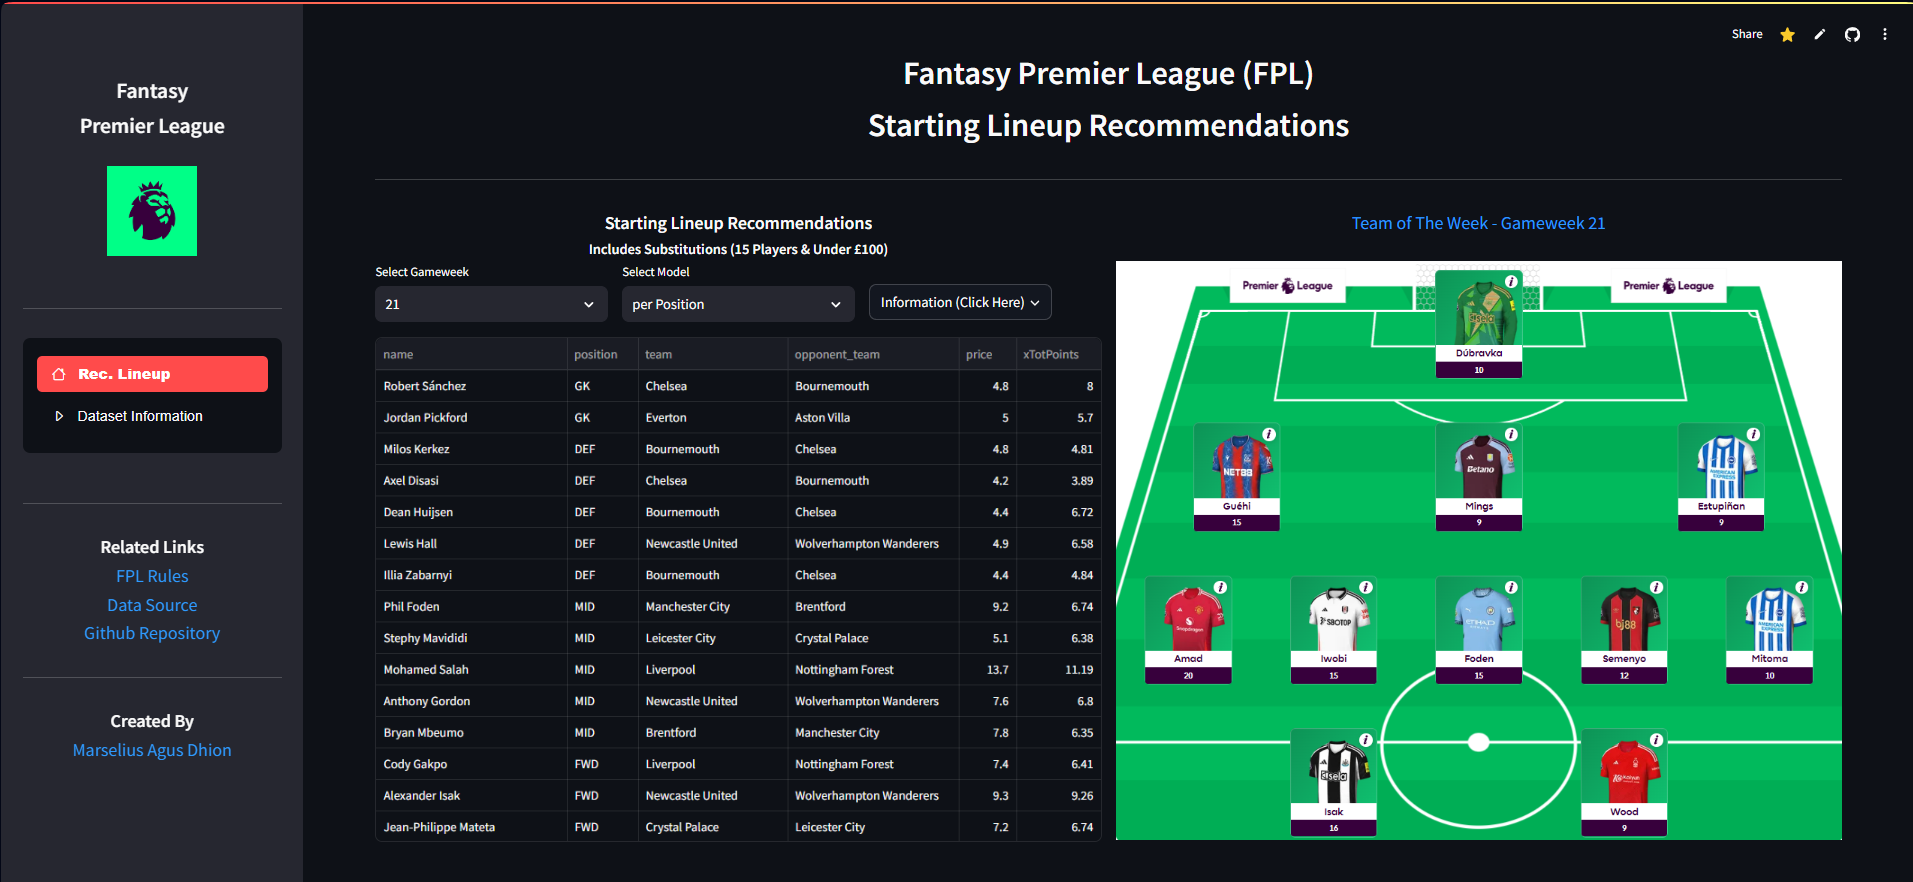 Share
Fantasy
Premier League
Rec. Lineup
Dataset Information
Related Links
FPL Rules
Data Source
Github Repository
Created By
Marselius Agus Dhion
Fantasy Premier League (FPL)
Starting Lineup Recommendations
Starting Lineup Recommendations
Includes Substitutions (15 Players & Under £100)
Select Gameweek
21
Select Model
per Position
Information (Click Here)
name position team opponent_team price xTotPoints
Robert Sánchez GK Chelsea Bournemouth 4.8 8
Jordan Pickford GK Everton Aston Villa 5 5.7
Milos Kerkez DEF Bournemouth Chelsea 4.8 4.81
Axel Disasi DEF Chelsea Bournemouth 4.2 3.89
Dean Huijsen DEF Bournemouth Chelsea 4.4 6.72
Lewis Hall DEF Newcastle United Wolverhampton Wanderers 4.9 6.58
Illia Zabarnyi DEF Bournemouth Chelsea 4.4 4.84
Phil Foden MID Manchester City Brentford 9.2 6.74
Stephy Mavididi MID Leicester City Crystal Palace 5.1 6.38
Mohamed Salah MID Liverpool Nottingham Forest 13.7 11.19
Anthony Gordon MID Newcastle United Wolverhampton Wanderers 7.6 6.8
Bryan Mbeumo MID Brentford Manchester City 7.8 6.35
Cody Gakpo FWD Liverpool Nottingham Forest 7.4 6.41
Alexander Isak FWD Newcastle United Wolverhampton Wanderers 9.3 9.26
Jean-Philippe Mateta FWD Crystal Palace Leicester City 7.2 6.74
Team of The Week - Gameweek 21
Premier League
Premier League
sela
Dúbravka
10
NET88
Guéhi
15
Betano
Mings
9
AMERICAN EXPRESS
Estupiñan
9
Snapdragon
Amad
20
SBOTOP
Iwobi
15
ETIHAD
Foden
15
bj88
Semenyo
12
AMERICAN EXPRESS
Mitoma
10
sela
Isak
16
Wood
9